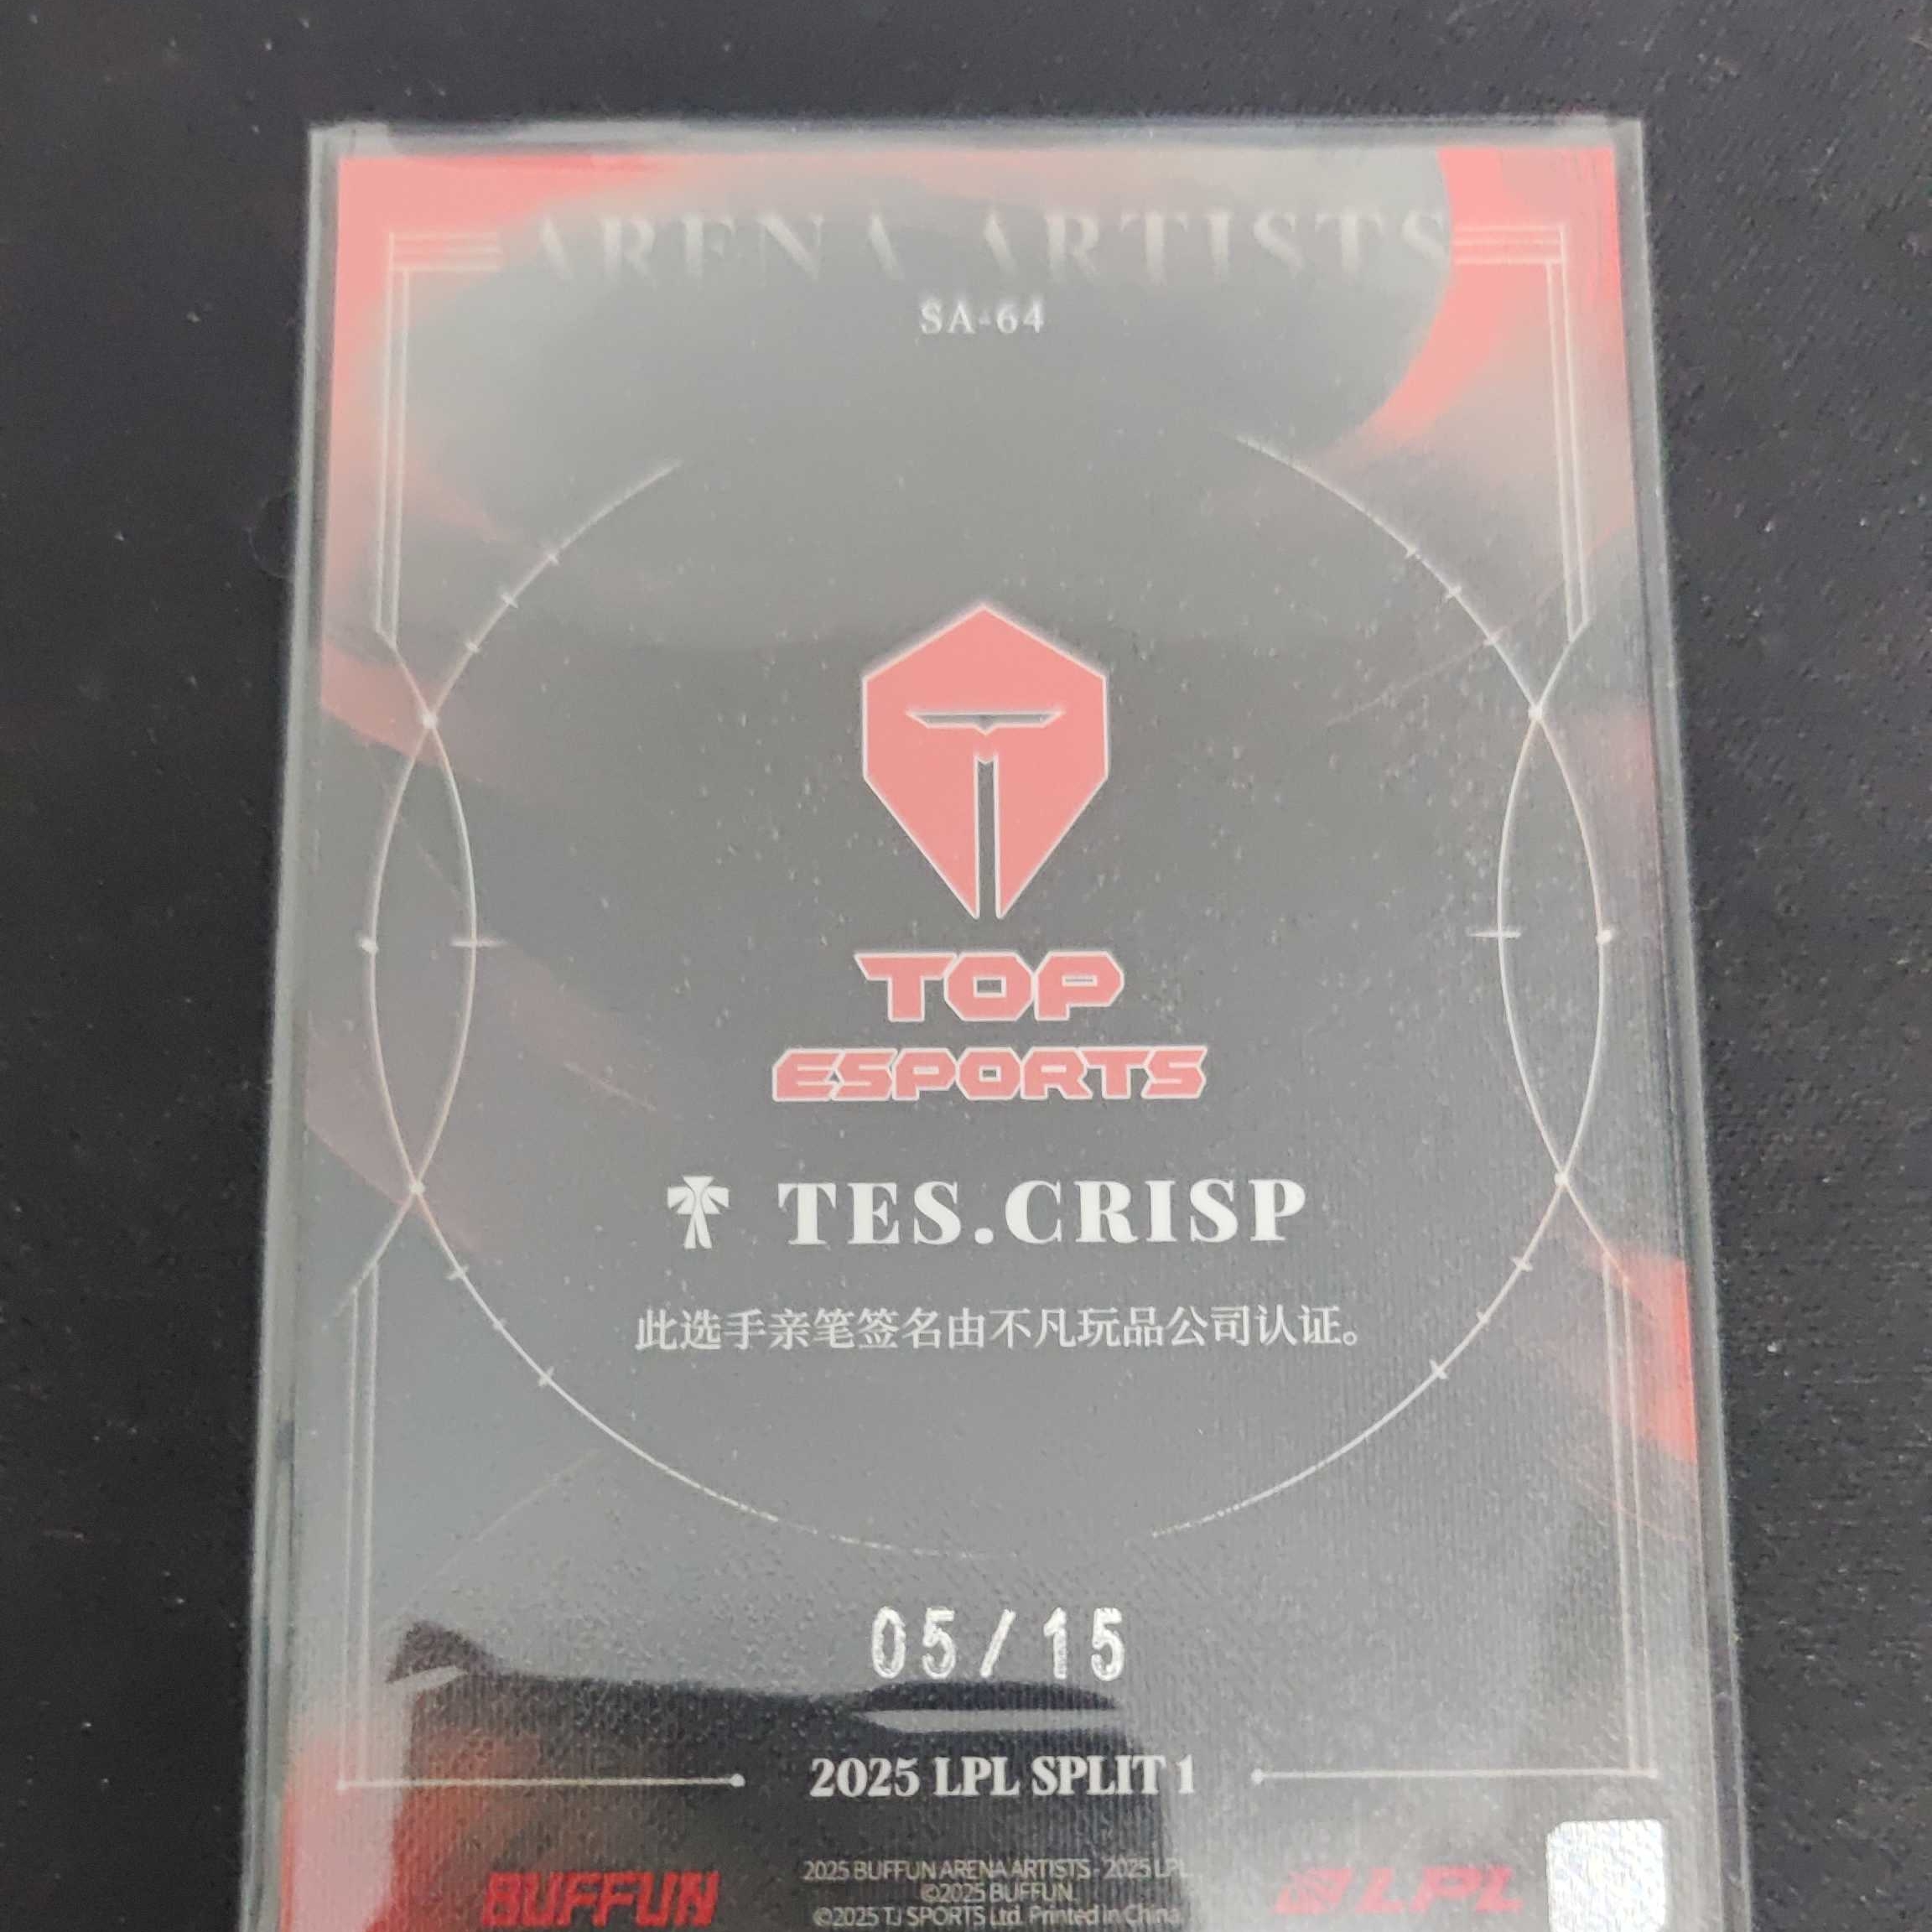 ARENA ARTISTS
SA-64
TOP
ESPORTS
TES.CRISP
此选手亲笔签名由不凡玩品公司认证。
05/15
2025 LPL SPLIT 1
BUFFUN
2025 BUFFUN ARENA ARTISTS - 2025 LPL
©2025 BUFFUN.
©2025 TJ SPORTS Ltd. Printed in China.
LPL